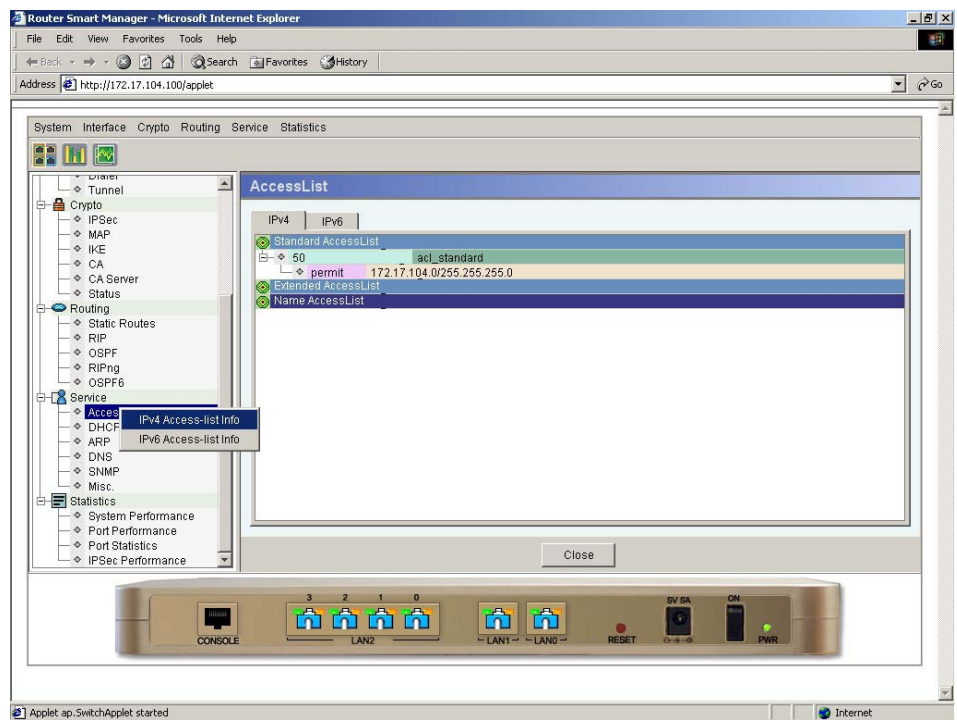 Router Smart Manager - Microsoft Internet Explorer
File Edit View Favorites Tools Help
Back Search Favorites History
Address http://172.17.104.100/applet Go
System Interface Crypto Routing Service Statistics
Dialer
Tunnel
Crypto
IPSec
MAP
IKE
CA
CA Server
Status
Routing
Static Routes
RIP
OSPF
RIPng
OSPF6
Service
Acces
DHCP
ARP
DNS
SNMP
Misc.
Statistics
System Performance
Port Performance
Port Statistics
IPSec Performance
IPv4 Access-list Info
IPv6 Access-list Info
AccessList
IPv4 IPv6
Standard AccessList
50 acl_standard
permit 172.17.104.0/255.255.255.0
Extended AccessList
Name AccessList
Close
3 2 1 0
CONSOLE LAN2 LAN1 LAN0 RESET 5V 5A ON PWR
Applet ap.SwitchApplet started Internet